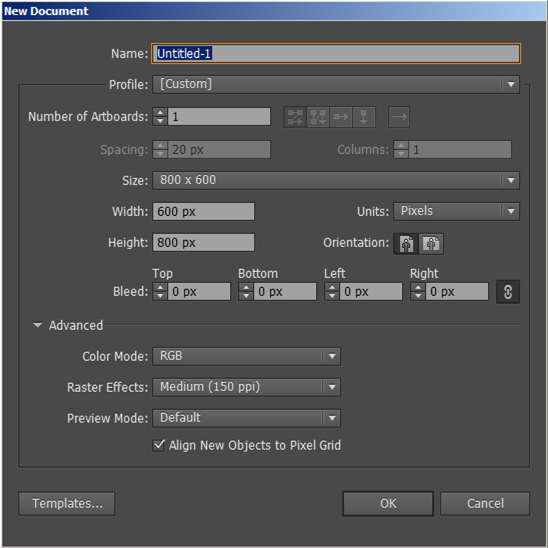 New Document
Name: Untitled-1
Profile: [Custom]
Number of Artboards: 1
Spacing: 20 px Columns: 1
Size: 800 x 600
Width: 600 px Units: Pixels
Height: 800 px Orientation:
Top Bottom Left Right
Bleed: 0 px 0 px 0 px 0 px
Advanced
Color Mode: RGB
Raster Effects: Medium (150 ppi)
Preview Mode: Default
Align New Objects to Pixel Grid
Templates... OK Cancel